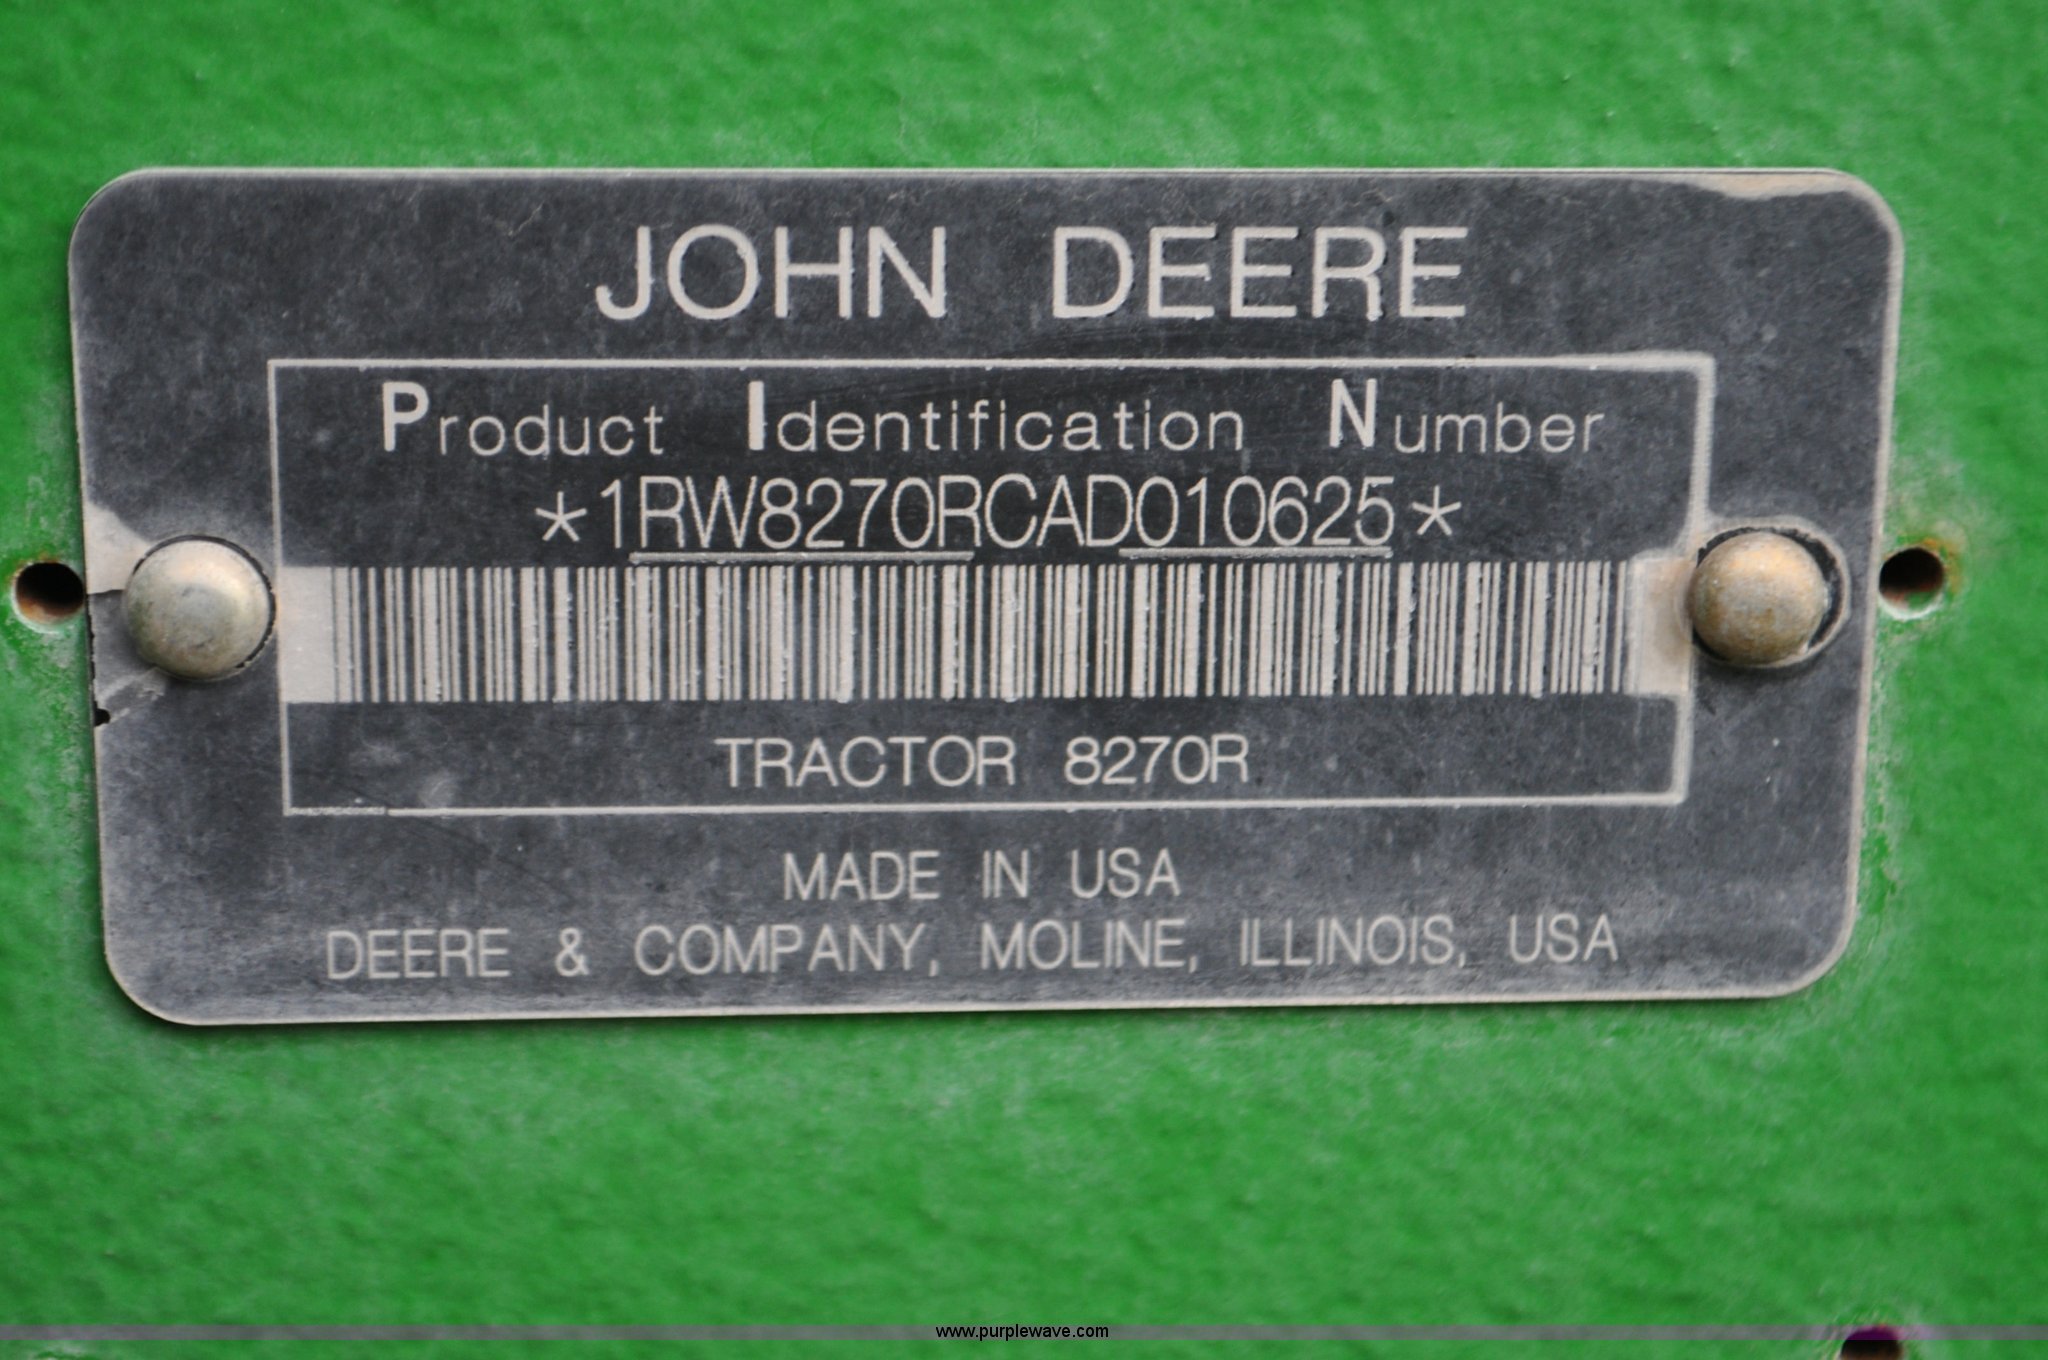 JOHN DEERE
Product Identification Number
*1RW8270RCAD010625*
TRACTOR 8270R
MADE IN USA
DEERE & COMPANY, MOLINE, ILLINOIS, USA
www.purplewave.com